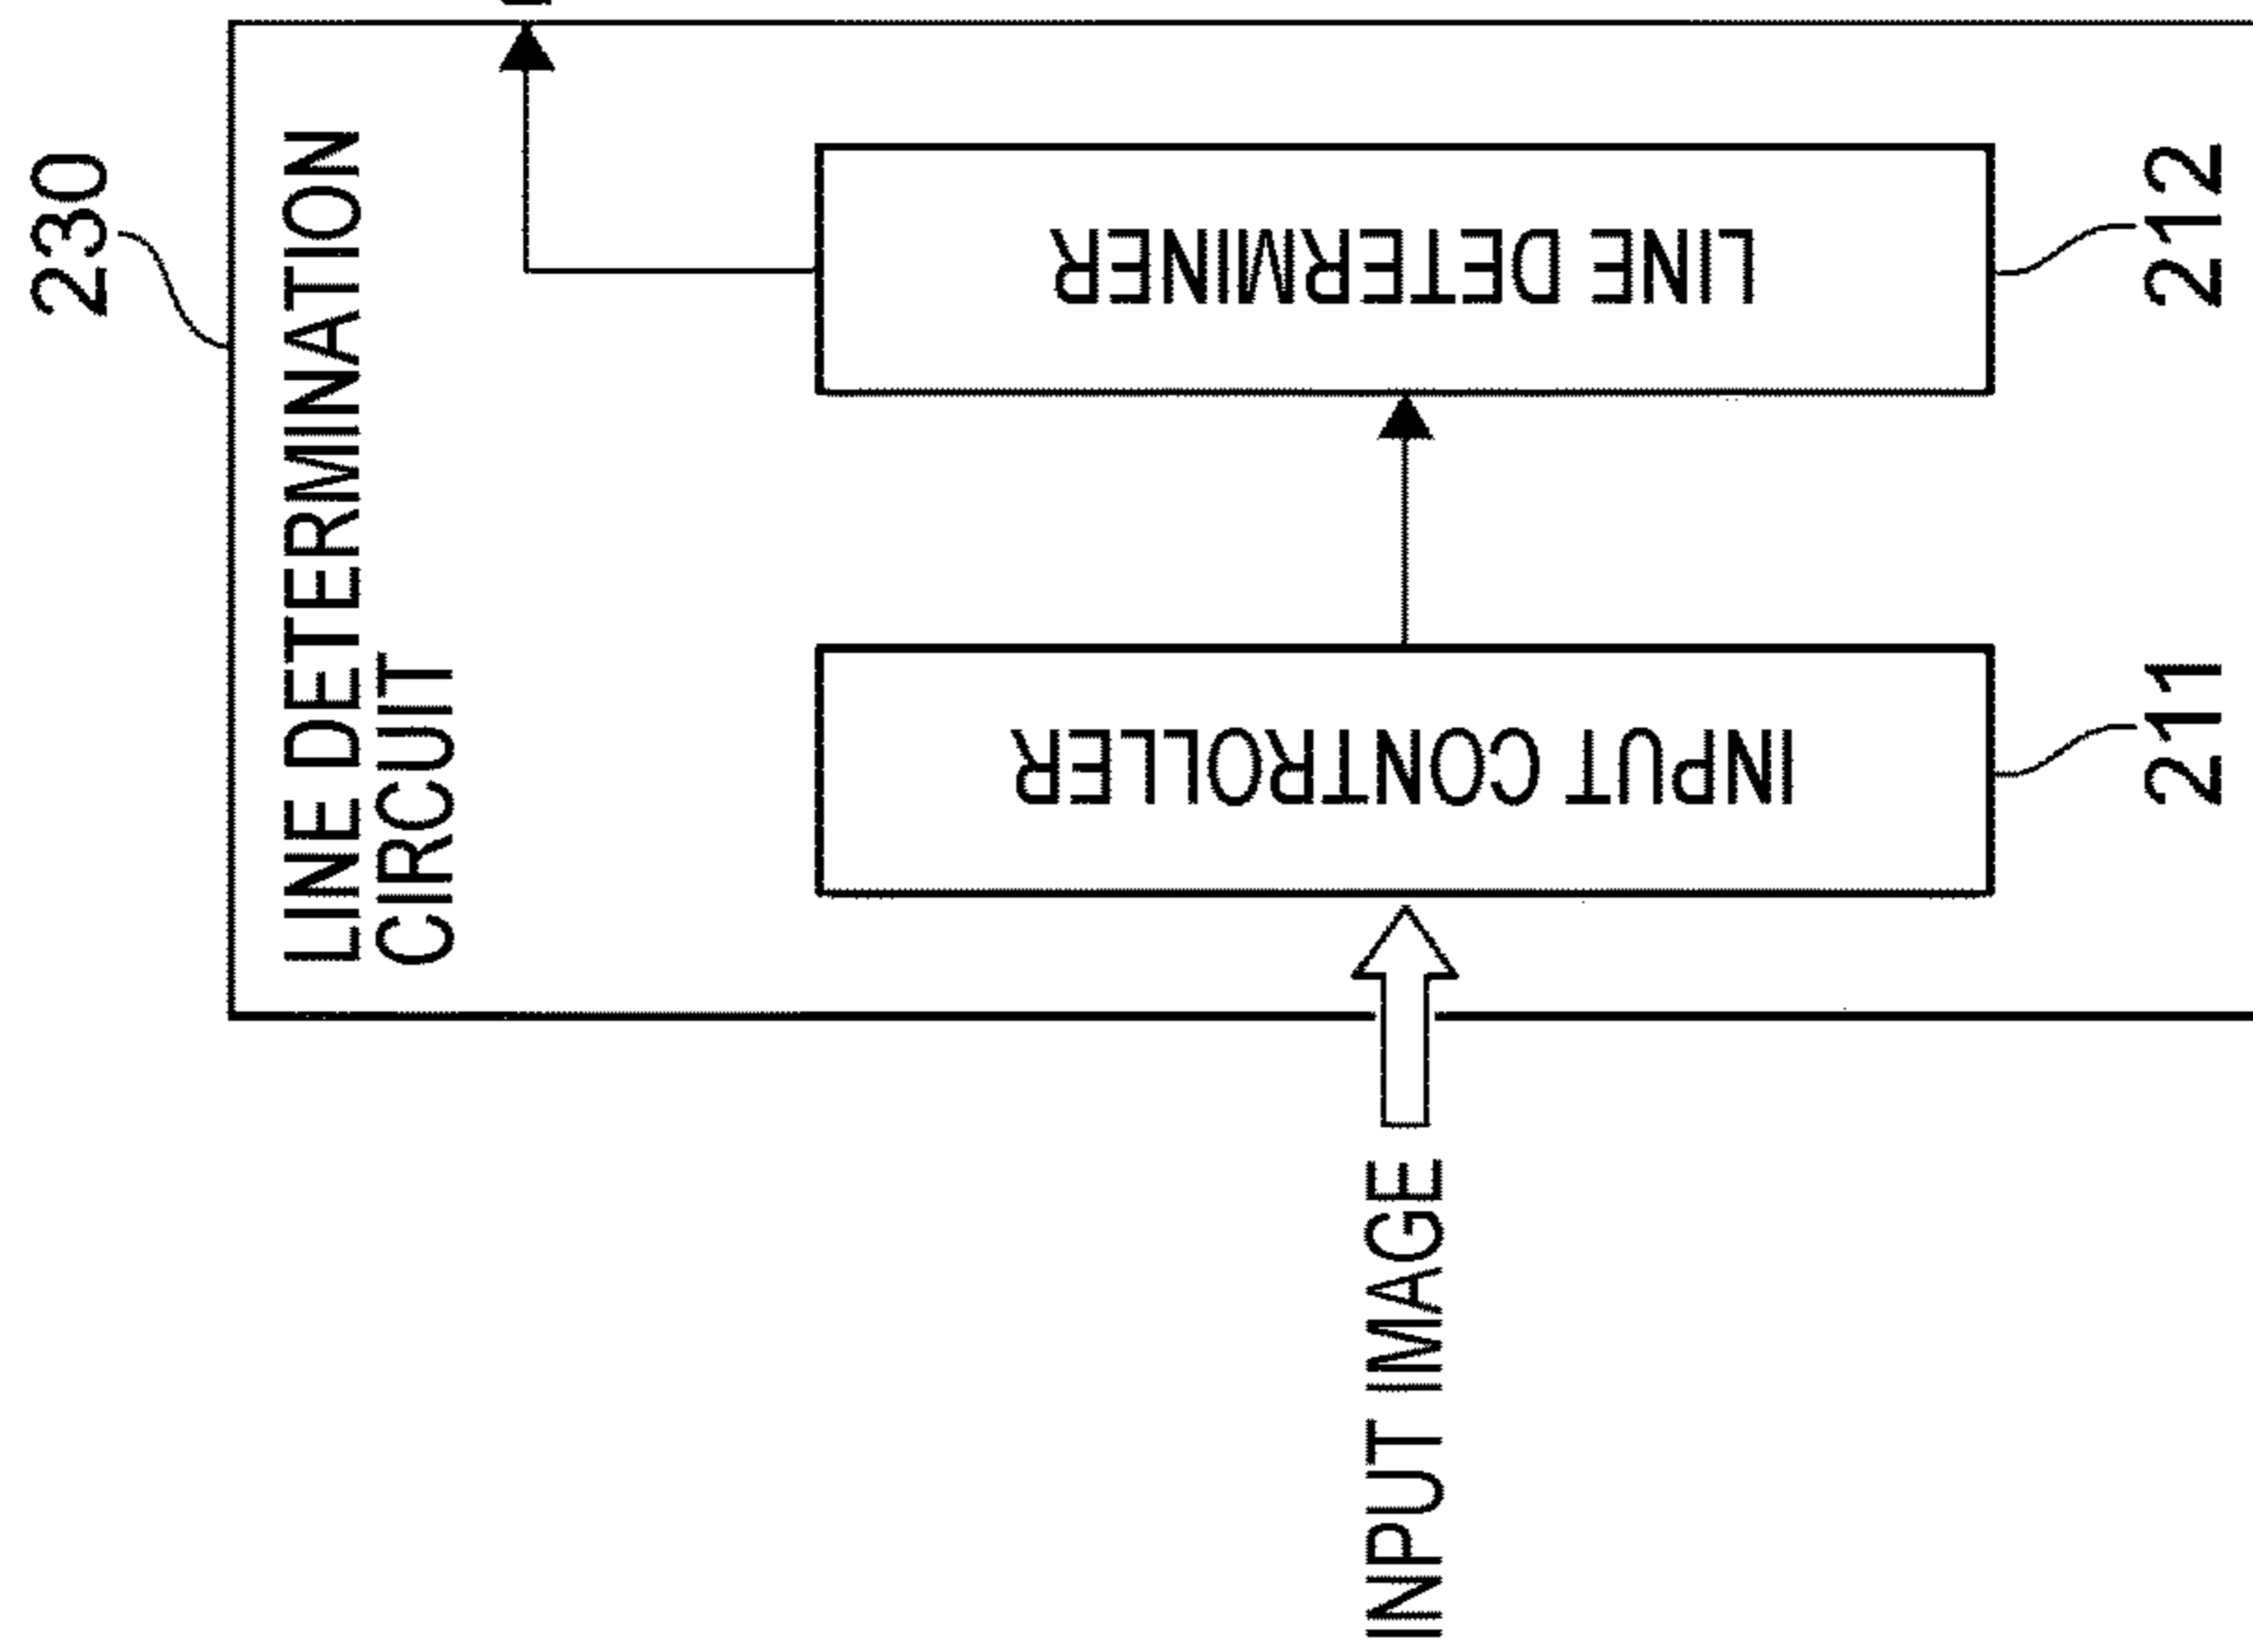 230
LINE DETERMINATION
CIRCUIT
INPUT IMAGE
INPUT CONTROLLER
LINE DETERMINER
211
212